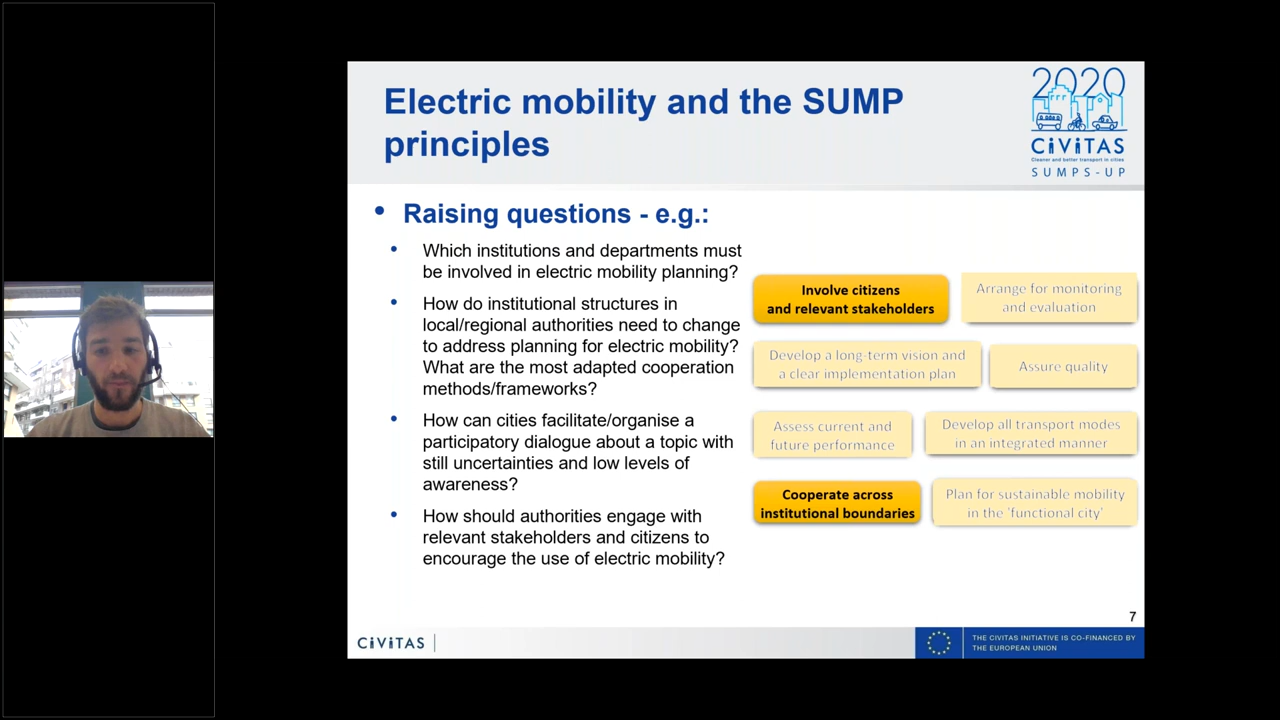 Electric mobility and the SUMP
principles
2020
CiViTAS
Cleaner and better transport in cities
SUMPS-UP
• Raising questions - e.g.:
• Which institutions and departments must
be involved in electric mobility planning?
• How do institutional structures in
local/regional authorities need to change
to address planning for electric mobility?
What are the most adapted cooperation
methods/frameworks?
• How can cities facilitate/organise a
participatory dialogue about a topic with
still uncertainties and low levels of
awareness?
• How should authorities engage with
relevant stakeholders and citizens to
encourage the use of electric mobility?
Involve citizens
and relevant stakeholders
Arrange for monitoring
and evaluation
Develop a long-term vision and
a clear implementation plan
Assure quality
Assess current and
future performance
Develop all transport modes
in an integrated manner
Cooperate across
institutional boundaries
Plan for sustainable mobility
in the 'functional city'
7
CiViTAS
THE CIVITAS INITIATIVE IS CO-FINANCED BY
THE EUROPEAN UNION